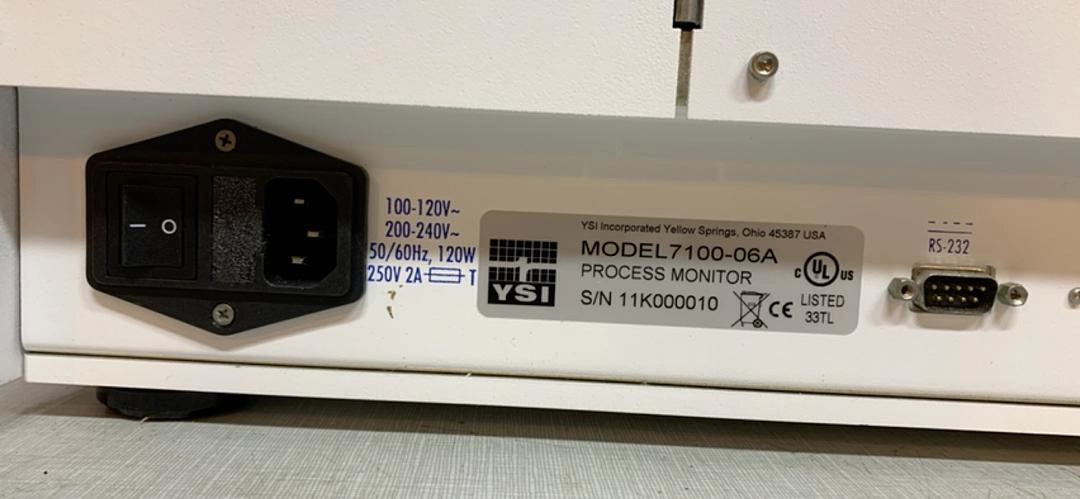 I O
100-120V~
200-240V~
50/60Hz, 120W
250V 2A T
YSI Incorporated Yellow Springs, Ohio 45387 USA
MODEL7100-06A
PROCESS MONITOR
S/N 11K000010
YSI
C UL US
LISTED
33TL
CE
RS-232